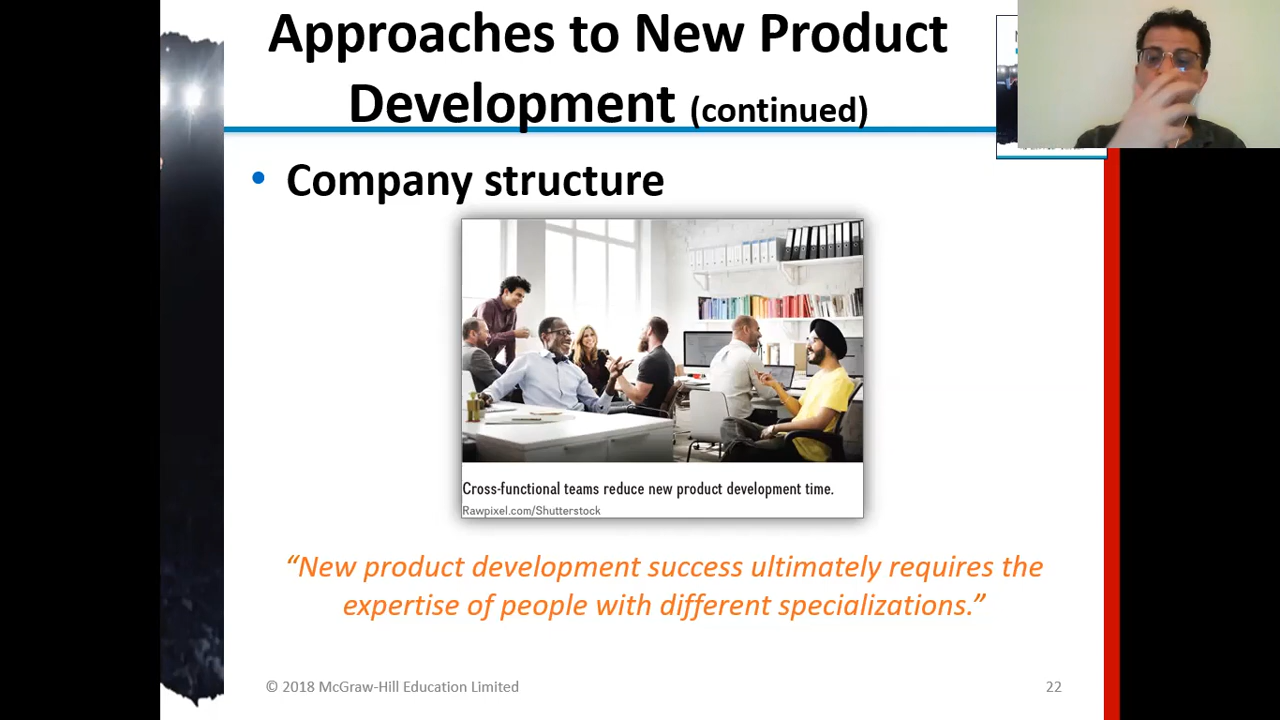 Approaches to New Product
Development (continued)
• Company structure
Cross-functional teams reduce new product development time.
Rawpixel.com/Shutterstock
“New product development success ultimately requires the
expertise of people with different specializations.”
© 2018 McGraw-Hill Education Limited
22